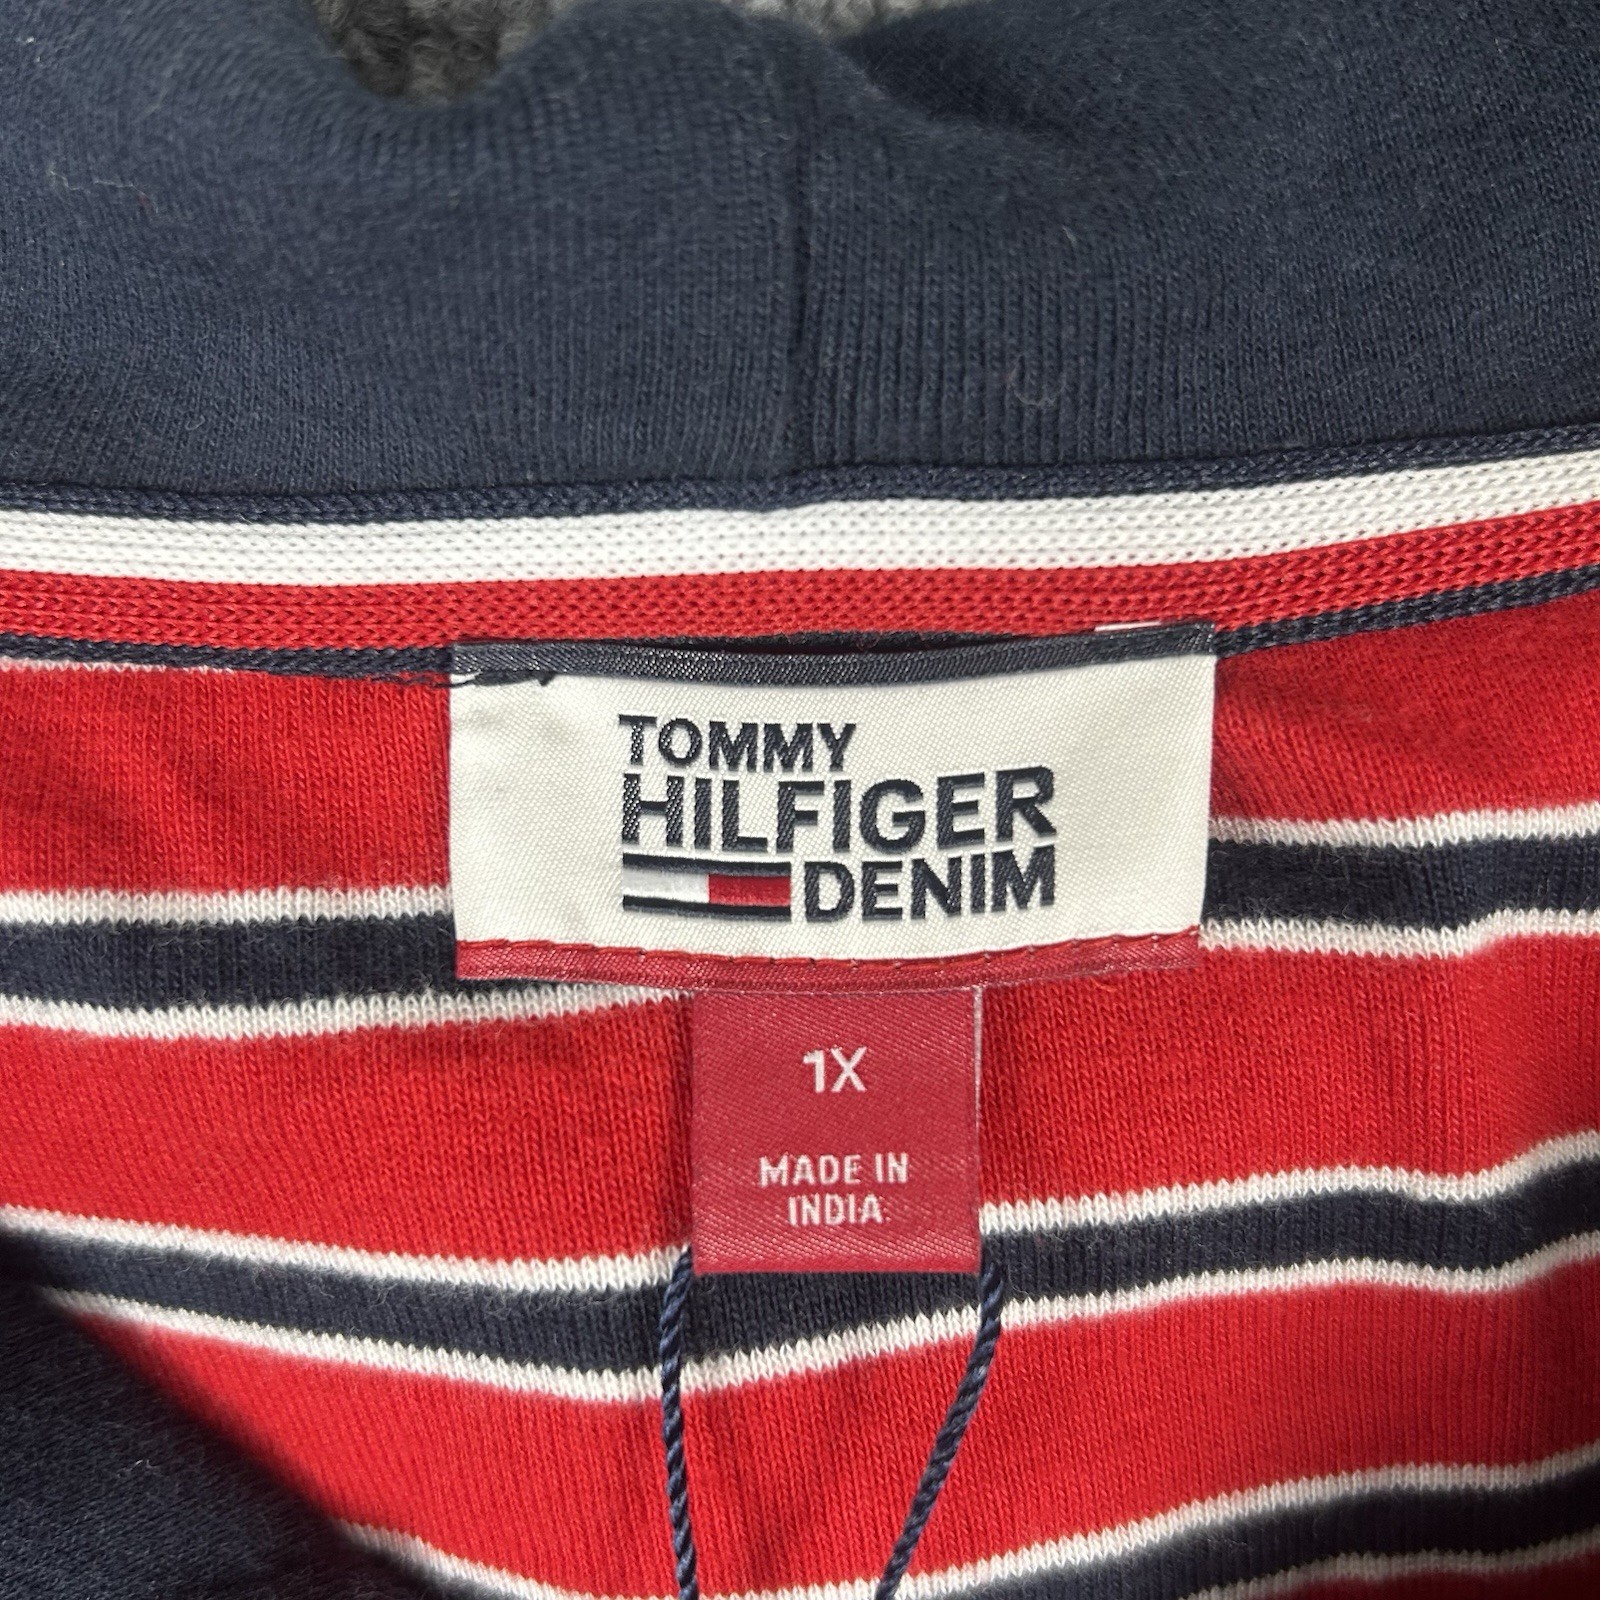 TOMMY
HILFIGER
DENIM
1X
MADE IN
INDIA